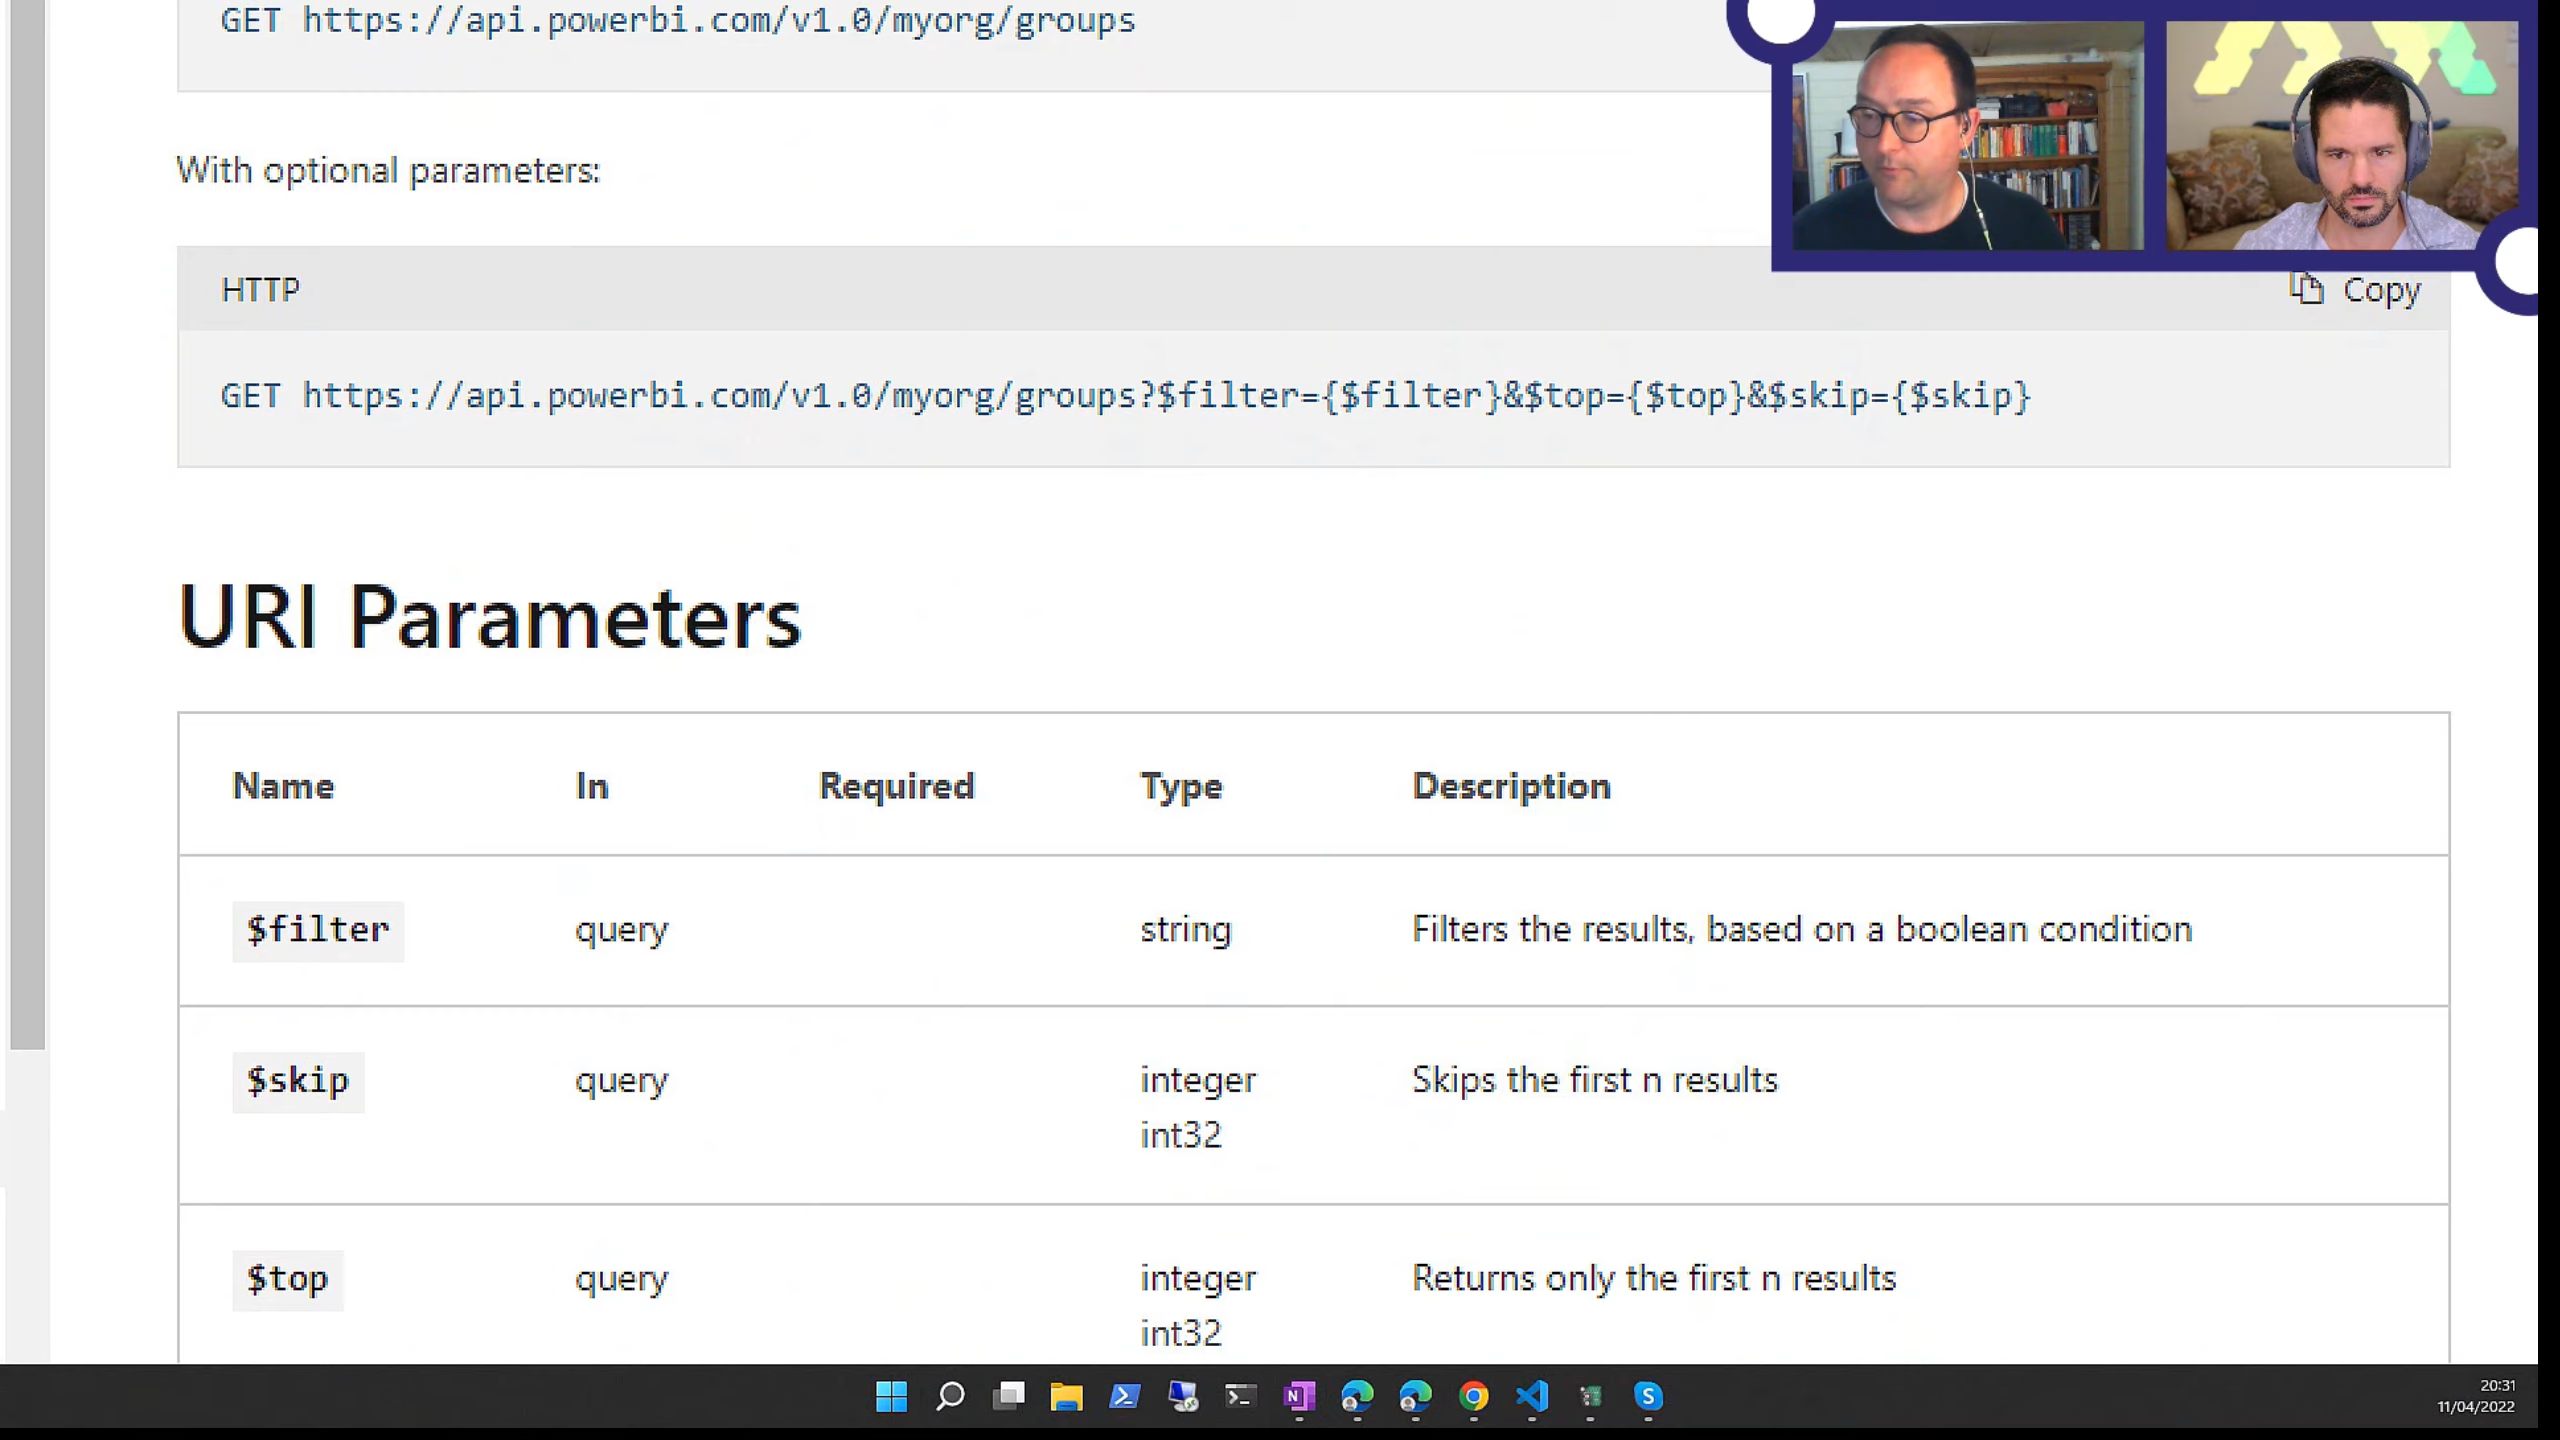 GET https://api.powerbi.com/v1.0/myorg/groups
With optional parameters:
HTTP
Copy
GET https://api.powerbi.com/v1.0/myorg/groups?$filter={$filter}&$top={$top}&$skip={$skip}
URI Parameters
Name In Required Type Description
$filter query string Filters the results, based on a boolean condition
$skip query integer Skips the first n results
int32
$top query integer Returns only the first n results
int32
20:31
11/04/2022